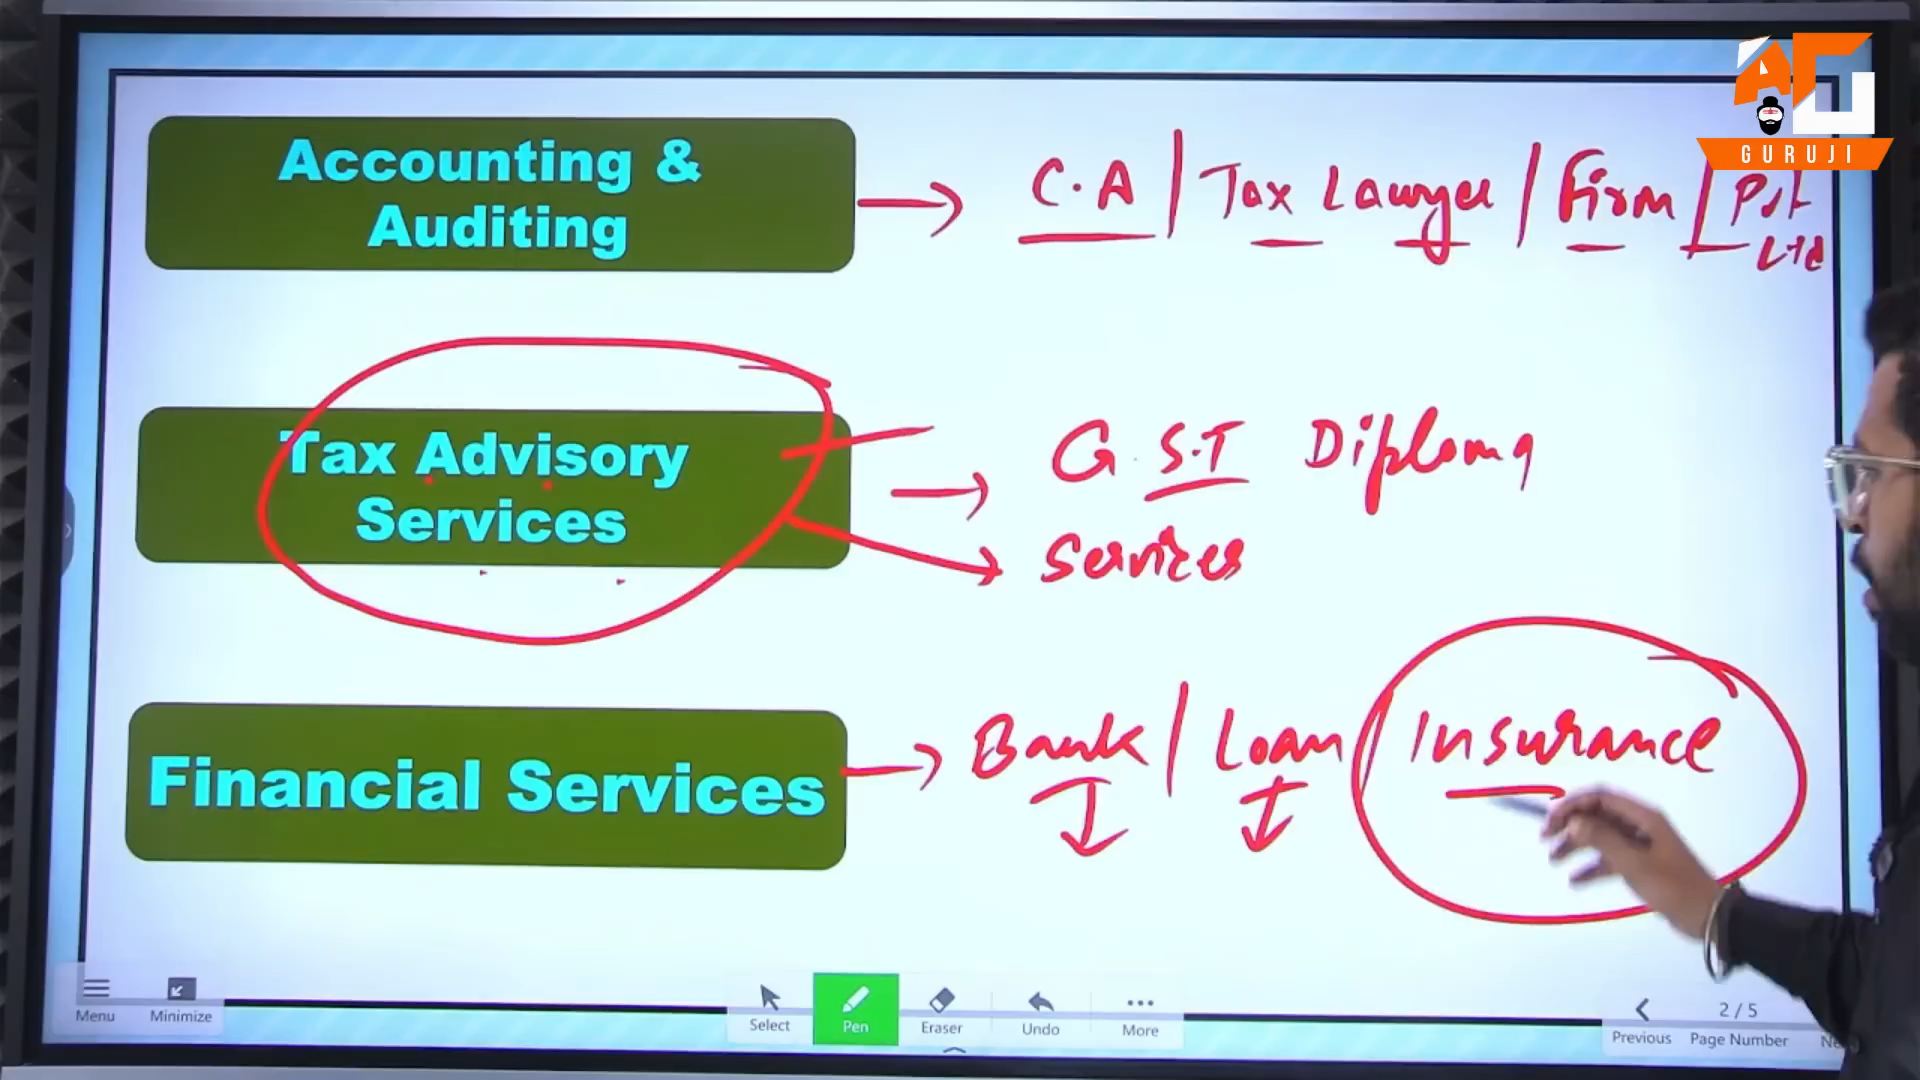 AG
GURUJI
Accounting &
Auditing
C.A | Tax Lawyer | Firm | Pvt
Ltd
Tax Advisory
Services
G.S.T Diploma
Services
Financial Services
Bank | Loan | Insurance
Menu
Minimize
Select
Pen
Eraser
Undo
More
Previous
2 / 5
Page Number